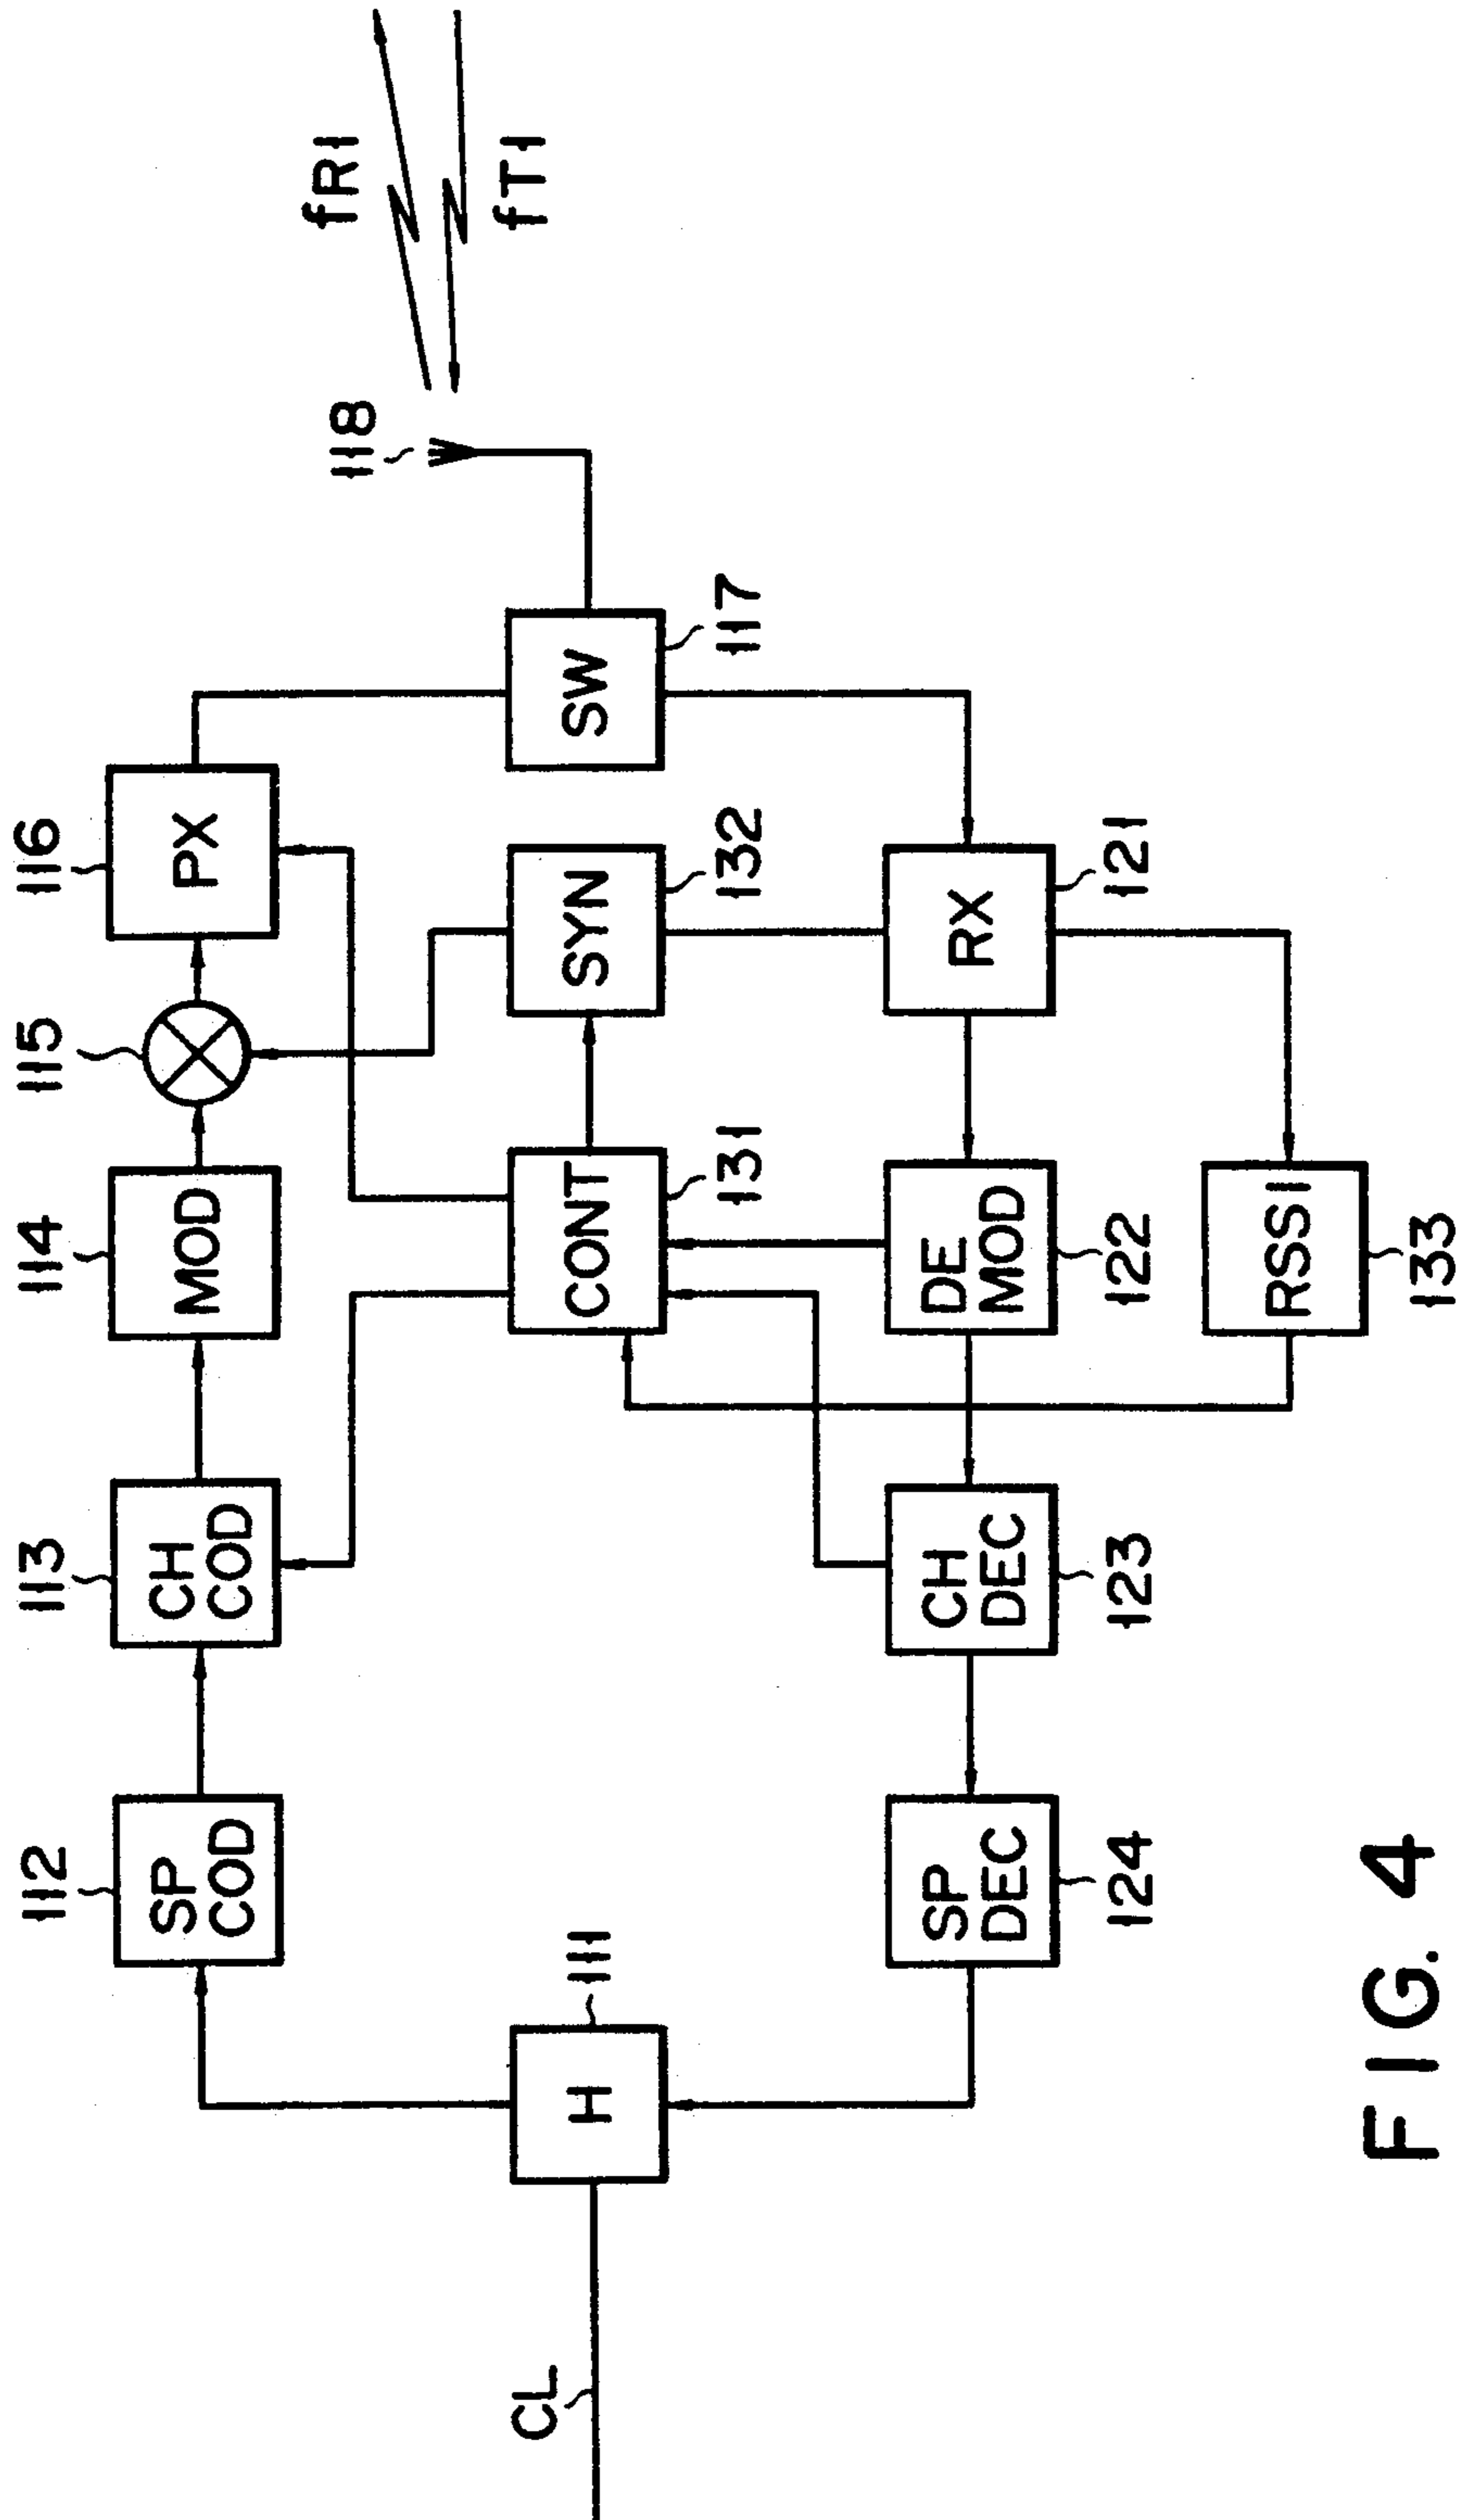 112
113
114
115
116
SP
COD
CH
COD
MOD
PX
118
fR1
fT1
CL
H
111
CONT
131
SYN
132
SW
117
SP
DEC
124
CH
DEC
123
DE
MOD
122
RX
121
RSSI
133
FIG. 4